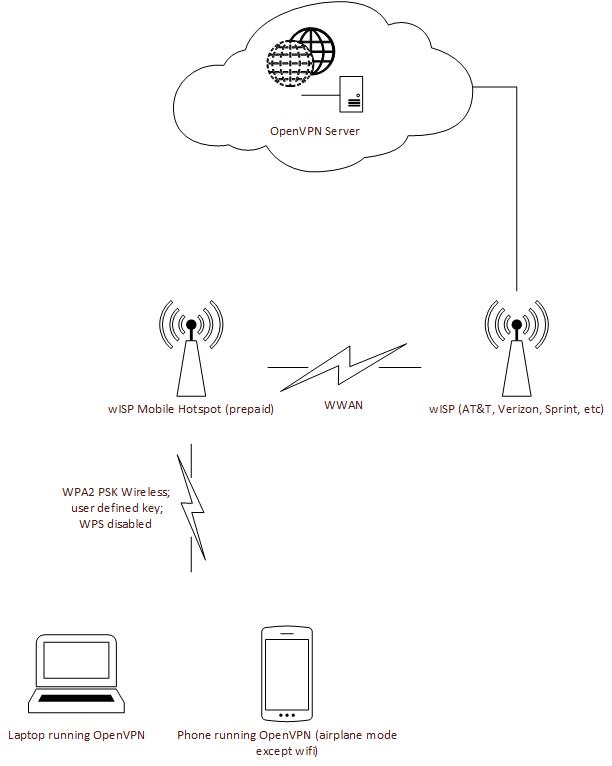 OpenVPN Server
wISP Mobile Hotspot (prepaid)
WWAN
wISP (AT&T, Verizon, Sprint, etc)
WPA2 PSK Wireless;
user defined key;
WPS disabled
Laptop running OpenVPN
Phone running OpenVPN (airplane mode
except wifi)